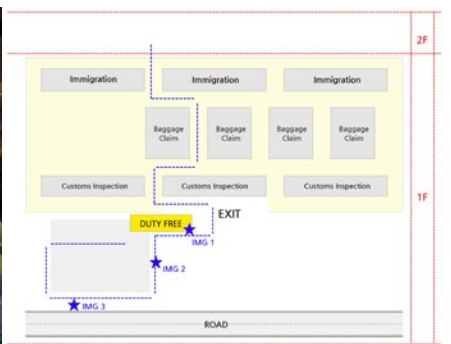 2F
Immigration
Immigration
Immigration
Baggage
Claim
Baggage
Claim
Baggage
Claim
Baggage
Claim
Customs Inspection
Customs Inspection
Customs Inspection
1F
EXIT
DUTY FREE
IMG 1
IMG 2
IMG 3
ROAD